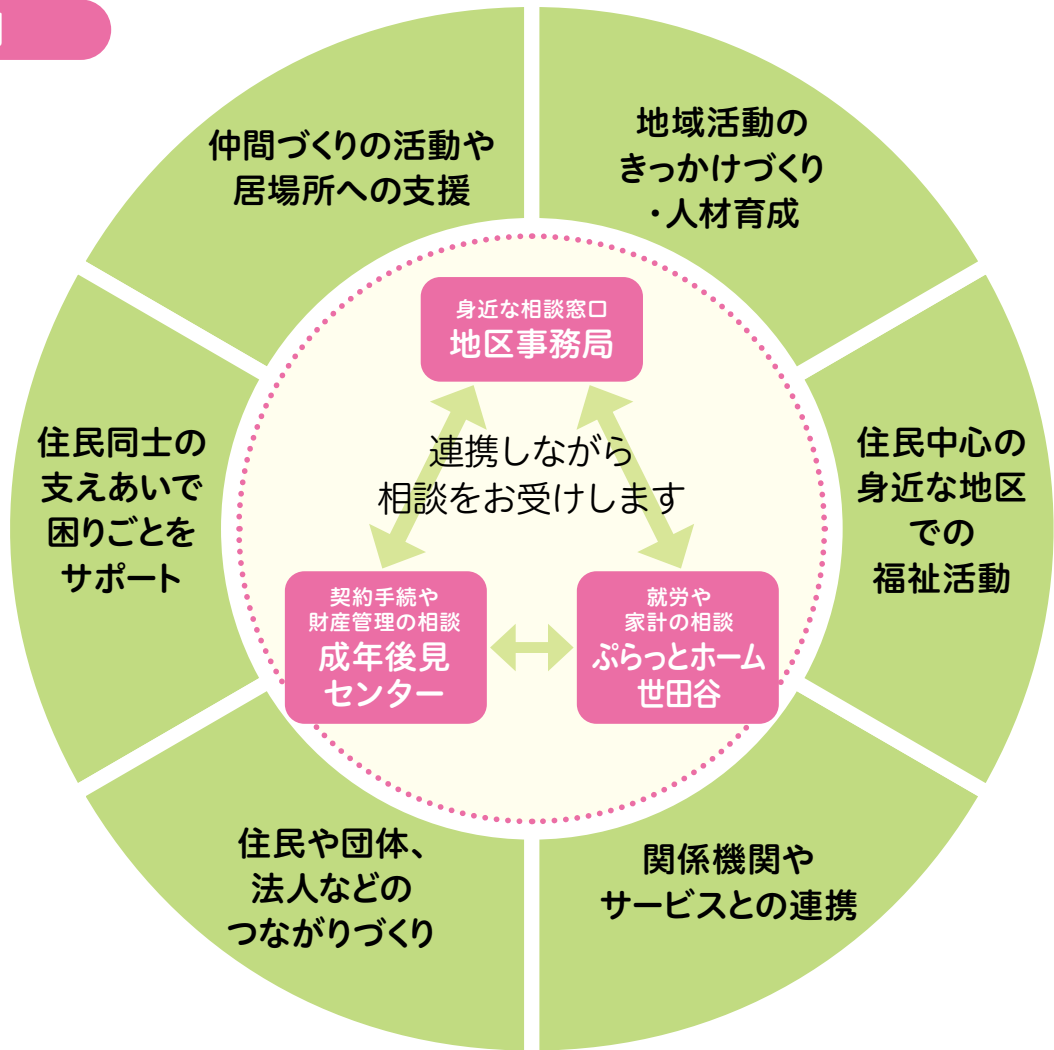 仲間づくりの活動や
居場所への支援
地域活動の
きっかけづくり
・人材育成
身近な相談窓口
地区事務局
連携しながら
相談をお受けします
住民同士の
支えあいで
困りごとを
サポート
住民中心の
身近な地区
での
福祉活動
契約手続や
財産管理の相談
成年後見
センター
就労や
家計の相談
ぷらっとホーム
世田谷
住民や団体、
法人などの
つながりづくり
関係機関や
サービスとの連携